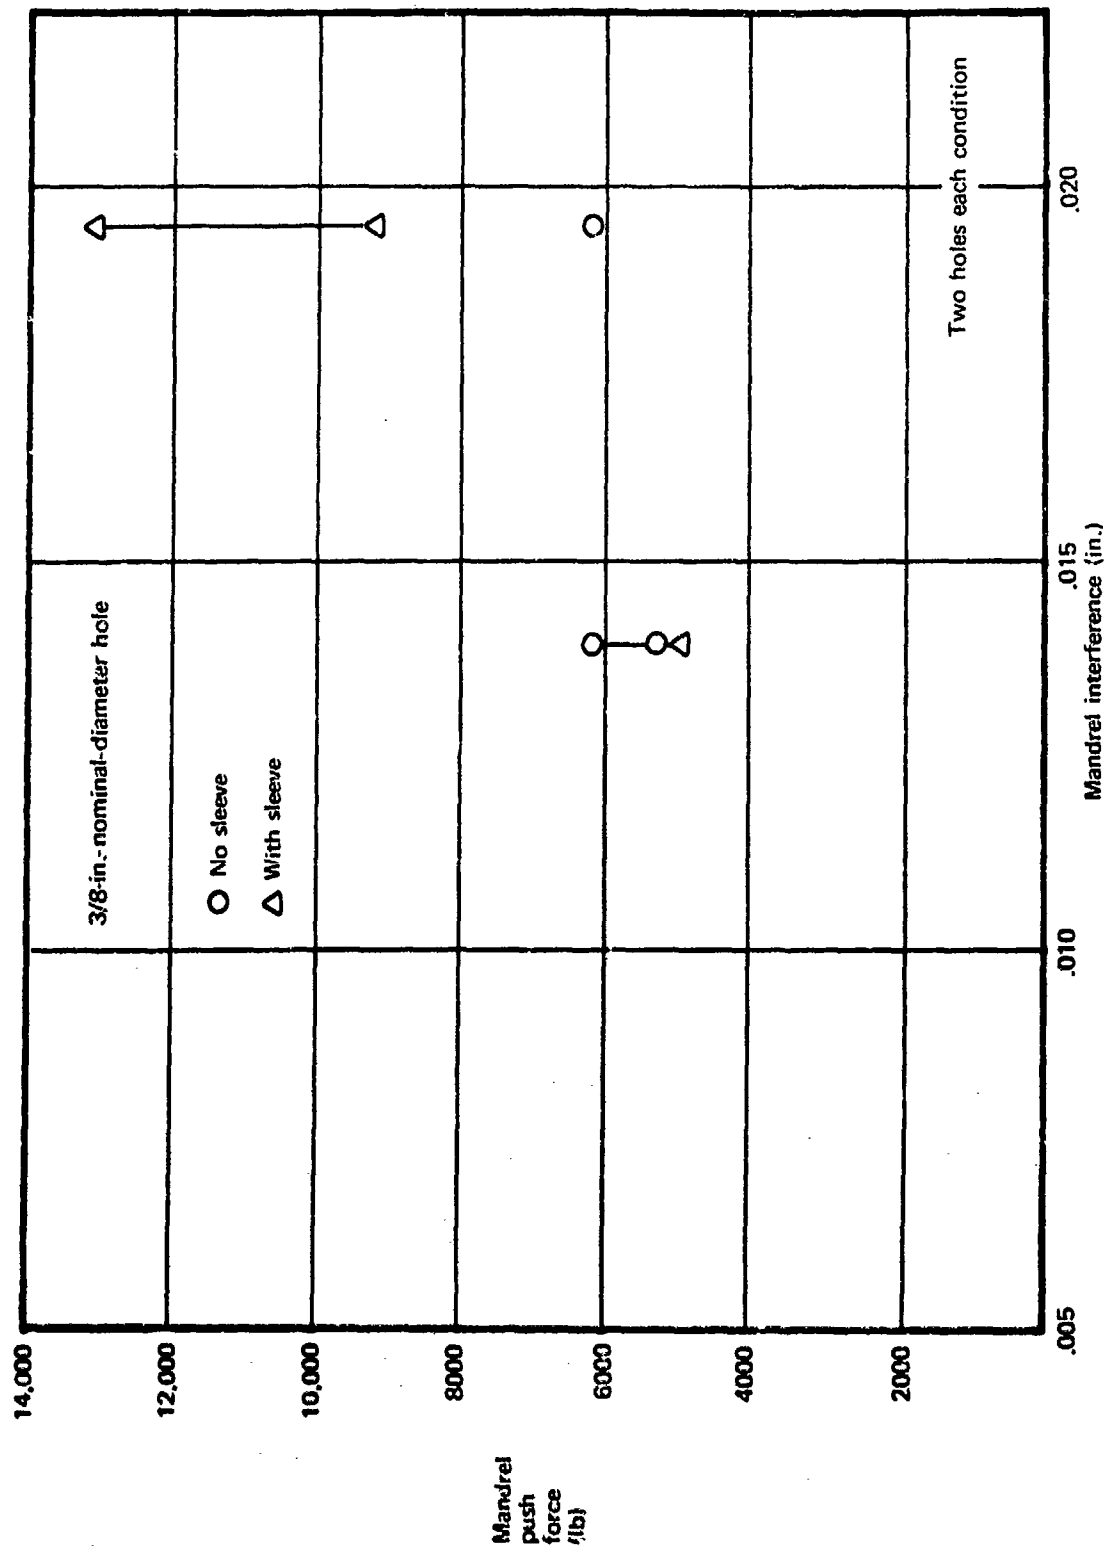 14,000
12,000
10,000
8000
6000
4000
2000
Mandrel
push
force
(lb)
3/8-in.-nominal-diameter hole
No sleeve
With sleeve
Two holes each condition
.005
.010
.015
.020
Mandrel interference (in.)